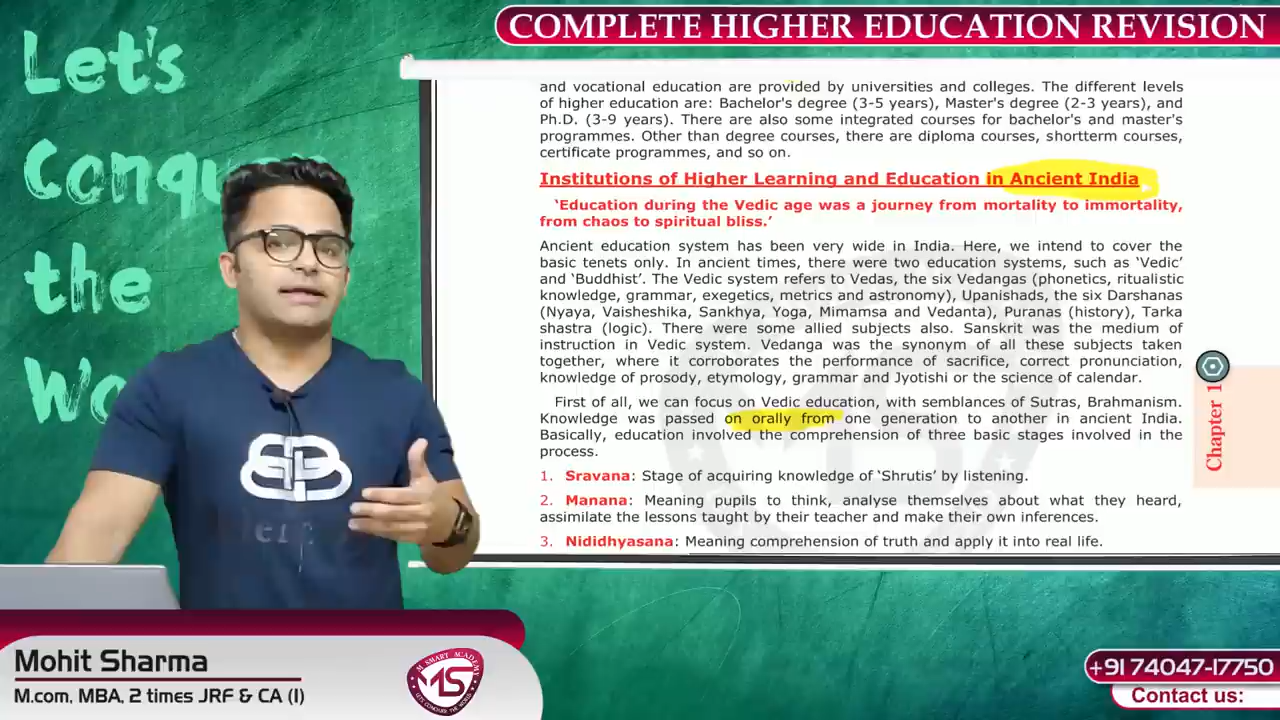 COMPLETE HIGHER EDUCATION REVISION
Let's
Conqu
the
Wo
and vocational education are provided by universities and colleges. The different levels
of higher education are: Bachelor's degree (3-5 years), Master's degree (2-3 years), and
Ph.D. (3-9 years). There are also some integrated courses for bachelor's and master's
programmes. Other than degree courses, there are diploma courses, shortterm courses,
certificate programmes, and so on.
Institutions of Higher Learning and Education in Ancient India
'Education during the Vedic age was a journey from mortality to immortality,
from chaos to spiritual bliss.'
Ancient education system has been very wide in India. Here, we intend to cover the
basic tenets only. In ancient times, there were two education systems, such as 'Vedic'
and 'Buddhist'. The Vedic system refers to Vedas, the six Vedangas (phonetics, ritualistic
knowledge, grammar, exegetics, metrics and astronomy), Upanishads, the six Darshanas
(Nyaya, Vaisheshika, Sankhya, Yoga, Mimamsa and Vedanta), Puranas (history), Tarka
shastra (logic). There were some allied subjects also. Sanskrit was the medium of
instruction in Vedic system. Vedanga was the synonym of all these subjects taken
together, where it corroborates the performance of sacrifice, correct pronunciation,
knowledge of prosody, etymology, grammar and Jyotishi or the science of calendar.
First of all, we can focus on Vedic education, with semblances of Sutras, Brahmanism.
Knowledge was passed on orally from one generation to another in ancient India.
Basically, education involved the comprehension of three basic stages involved in the
process.
1. Sravana: Stage of acquiring knowledge of 'Shrutis' by listening.
2. Manana: Meaning pupils to think, analyse themselves about what they heard,
assimilate the lessons taught by their teacher and make their own inferences.
3. Nididhyasana: Meaning comprehension of truth and apply it into real life.
Chapter 1
Mohit Sharma
M.com, MBA, 2 times JRF & CA (I)
M SMART ACADEMY
MS
LETS CONQUER THE WORLD
+91 74047-17750
Contact us: